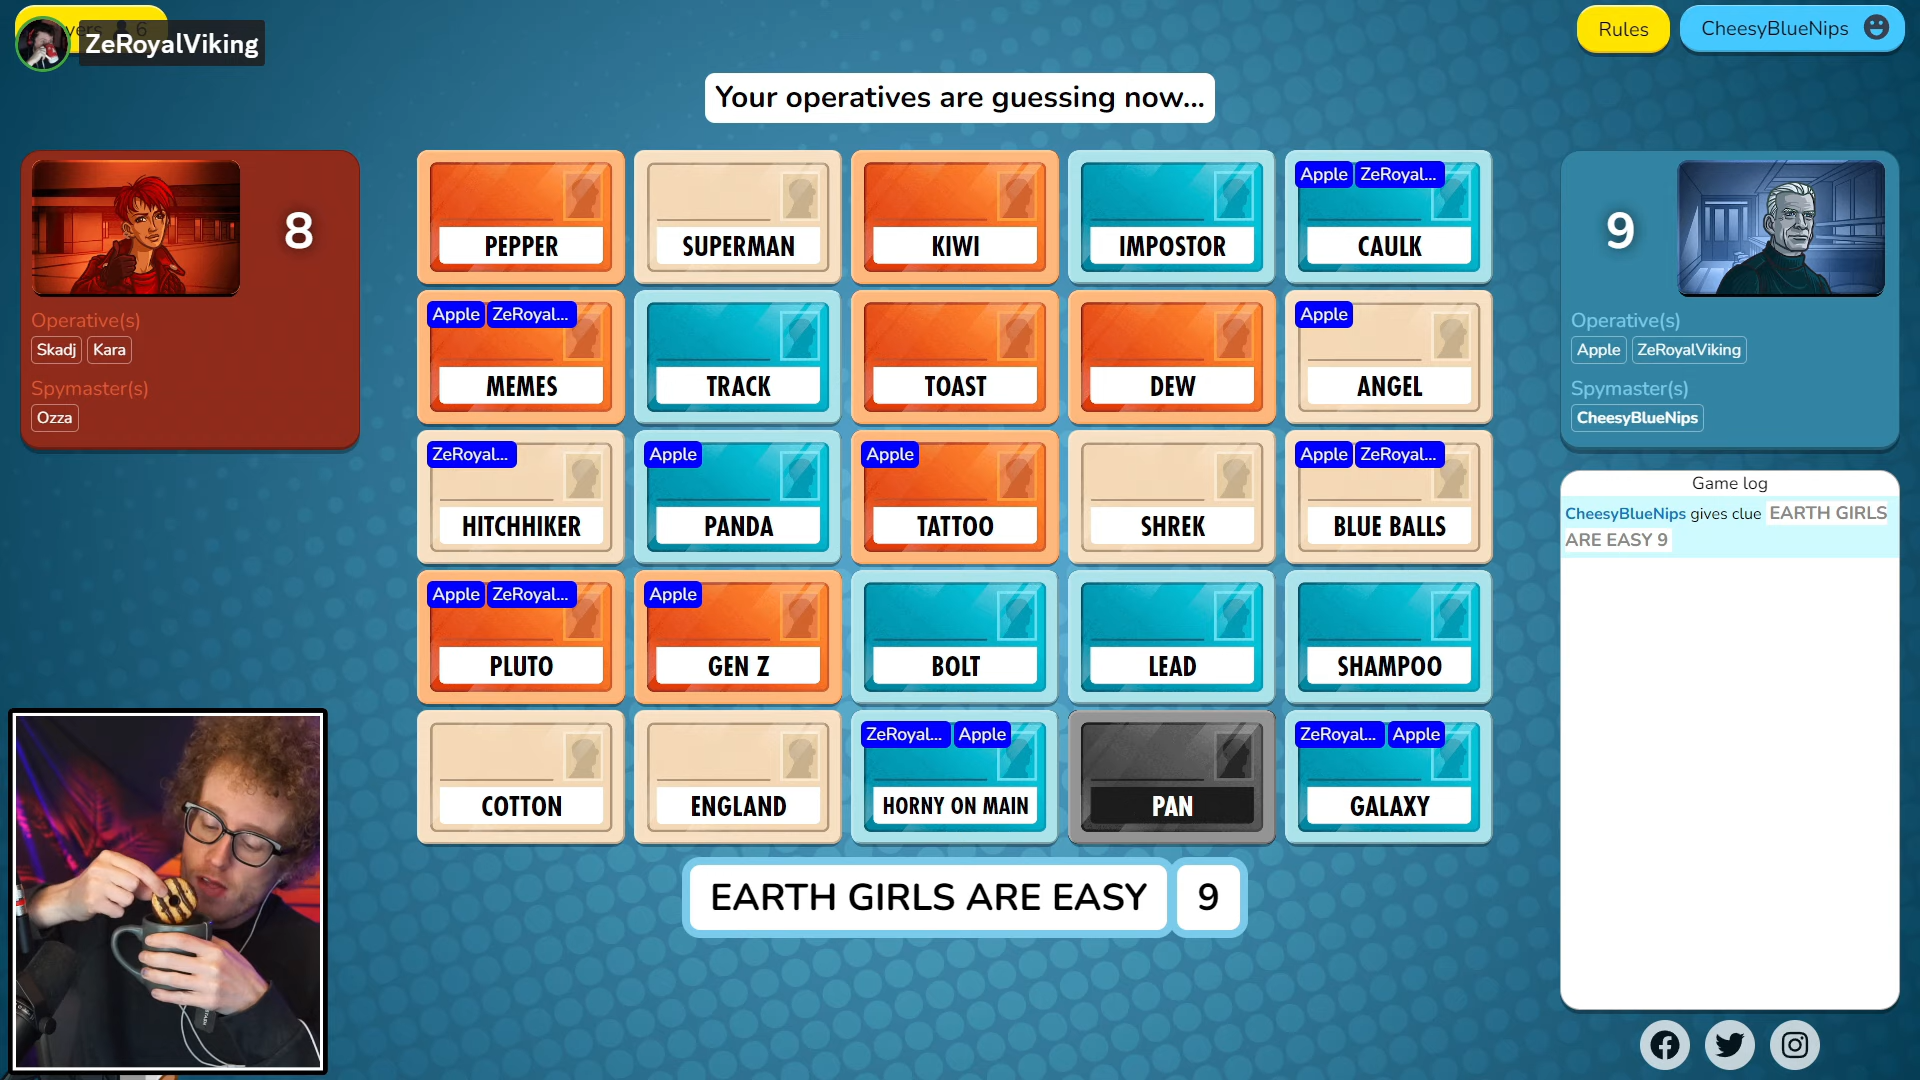 ZeRoyalViking
Rules
CheesyBlueNips
Your operatives are guessing now...
8
Operative(s)
Skadj Kara
Spymaster(s)
Ozza
9
Operative(s)
Apple ZeRoyalViking
Spymaster(s)
CheesyBlueNips
PEPPER
SUPERMAN
KIWI
IMPOSTOR
Apple ZeRoyal...
CAULK
Apple ZeRoyal...
MEMES
TRACK
TOAST
DEW
Apple
ANGEL
ZeRoyal...
HITCHHIKER
Apple
PANDA
Apple
TATTOO
SHREK
Apple ZeRoyal...
BLUE BALLS
Apple ZeRoyal...
PLUTO
Apple
GEN Z
BOLT
LEAD
SHAMPOO
COTTON
ENGLAND
ZeRoyal... Apple
HORNY ON MAIN
PAN
ZeRoyal... Apple
GALAXY
EARTH GIRLS ARE EASY 9
Game log
CheesyBlueNips gives clue EARTH GIRLS
ARE EASY 9